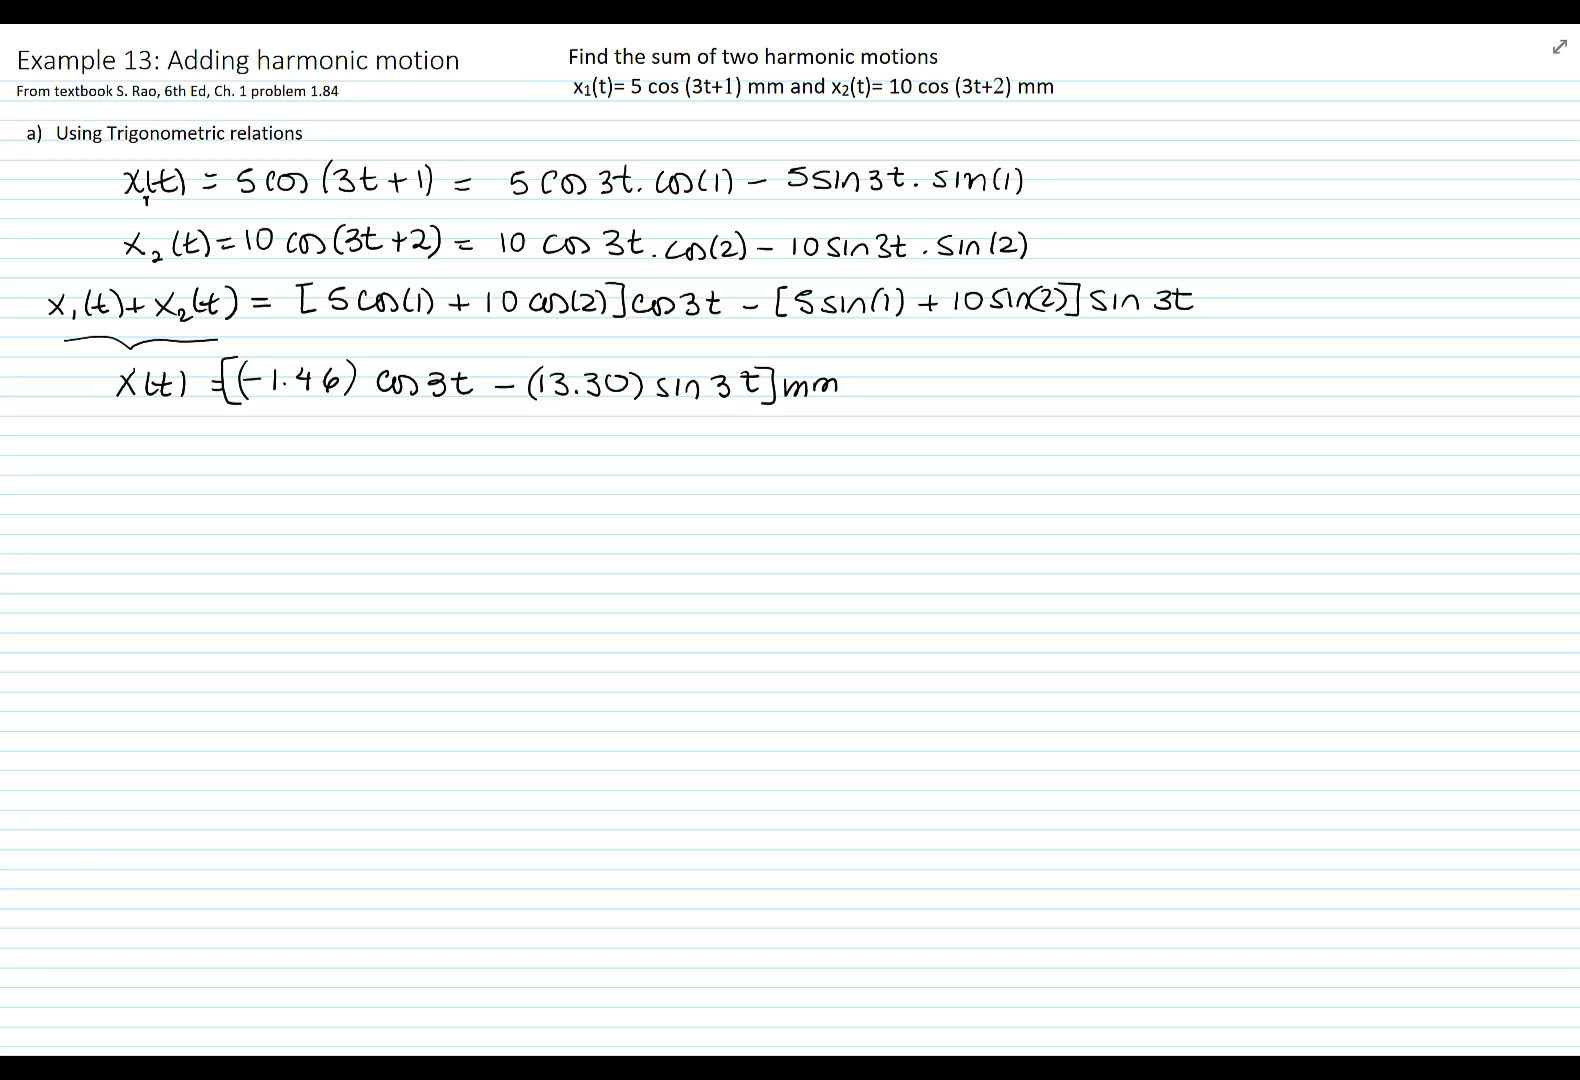 Example 13: Adding harmonic motion
From textbook S. Rao, 6th Ed, Ch. 1 problem 1.84
Find the sum of two harmonic motions
x₁(t)= 5 cos (3t+1) mm and x₂(t)= 10 cos (3t+2) mm
a) Using Trigonometric relations
x₁(t) = 5 cos (3t + 1) = 5 cos 3t. cos(1) – 5 sin 3t. sin(1)
x₂(t) = 10 cos(3t +2) = 10 cos 3t. cos(2) – 10 sin 3t. sin(2)
x₁(t) + x₂(t) = [5 cos(1) + 10 cos(2)] cos 3t – [5 sin(1) + 10 sin(2)] sin 3t
x(t) = [(–1.46) cos 3t – (13.30) sin 3t] mm